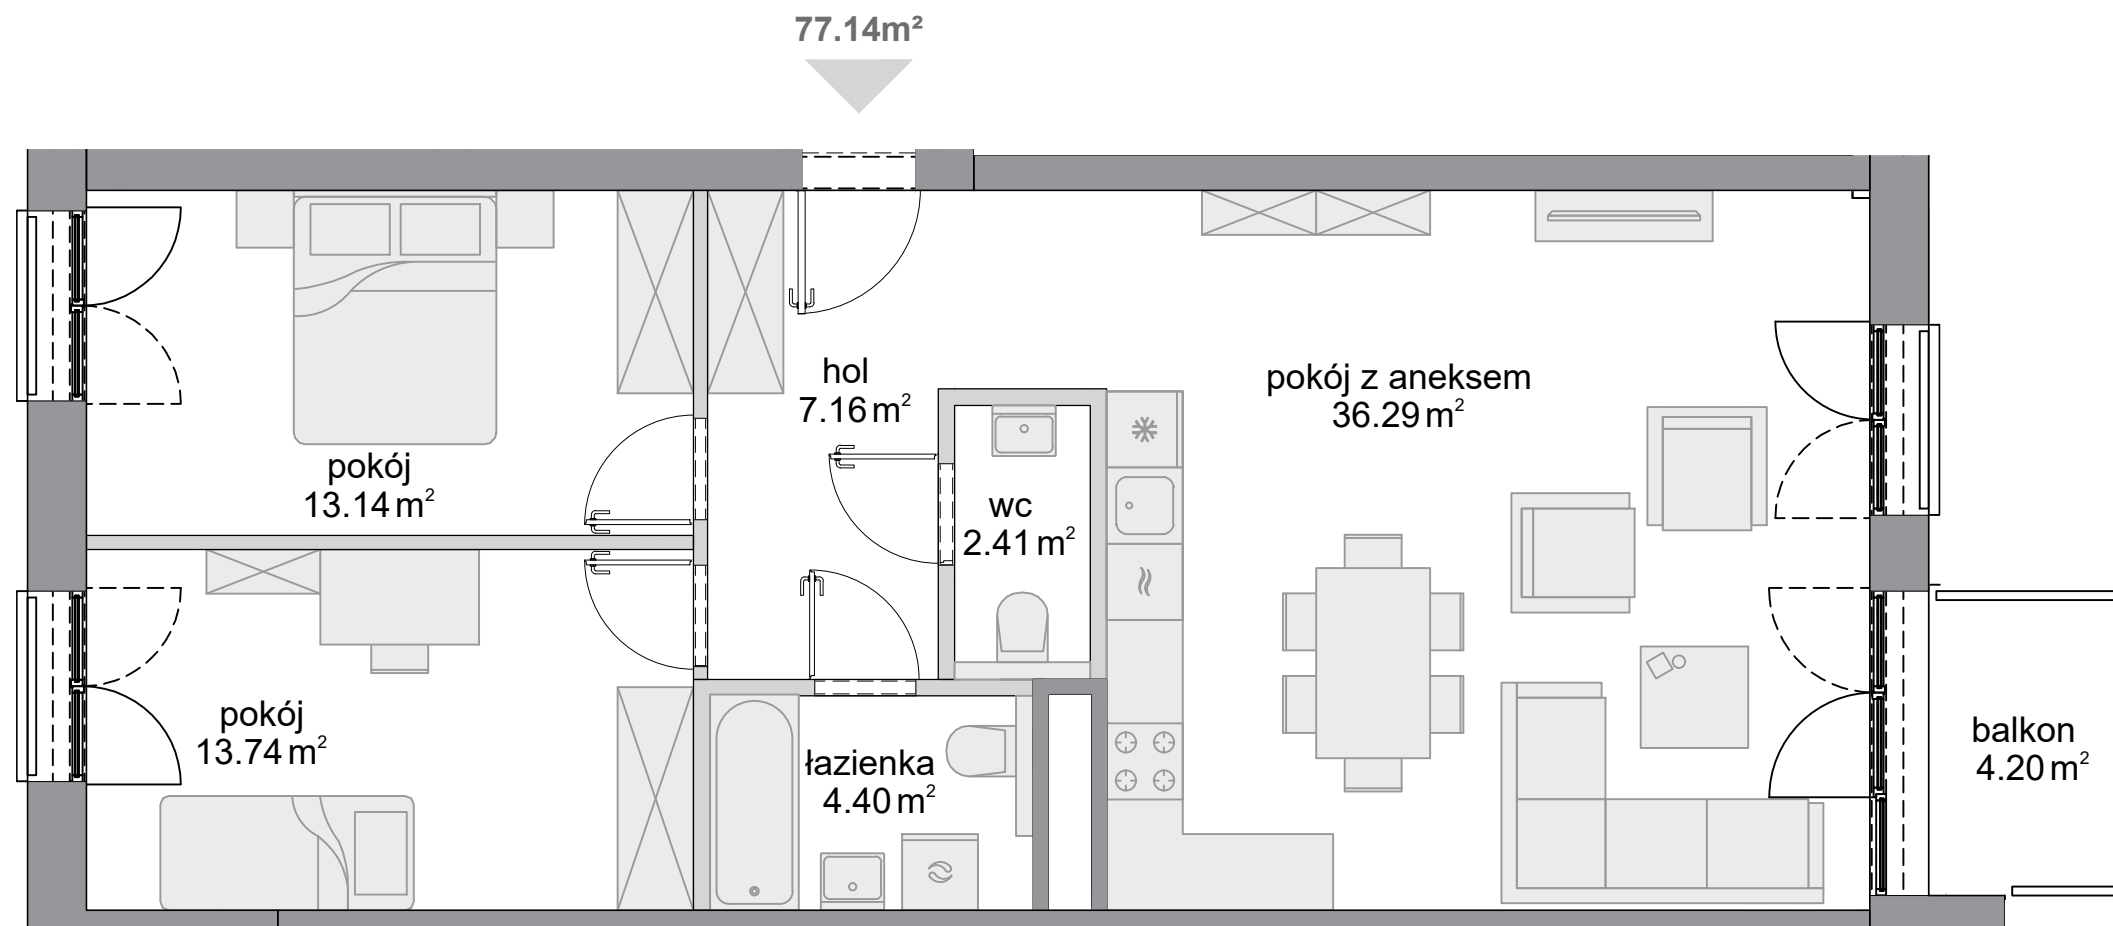 77.14m²
hol
7.16 m²
pokój z aneksem
36.29 m²
pokój
13.14 m²
wc
2.41 m²
pokój
13.74 m²
łazienka
4.40 m²
balkon
4.20 m²